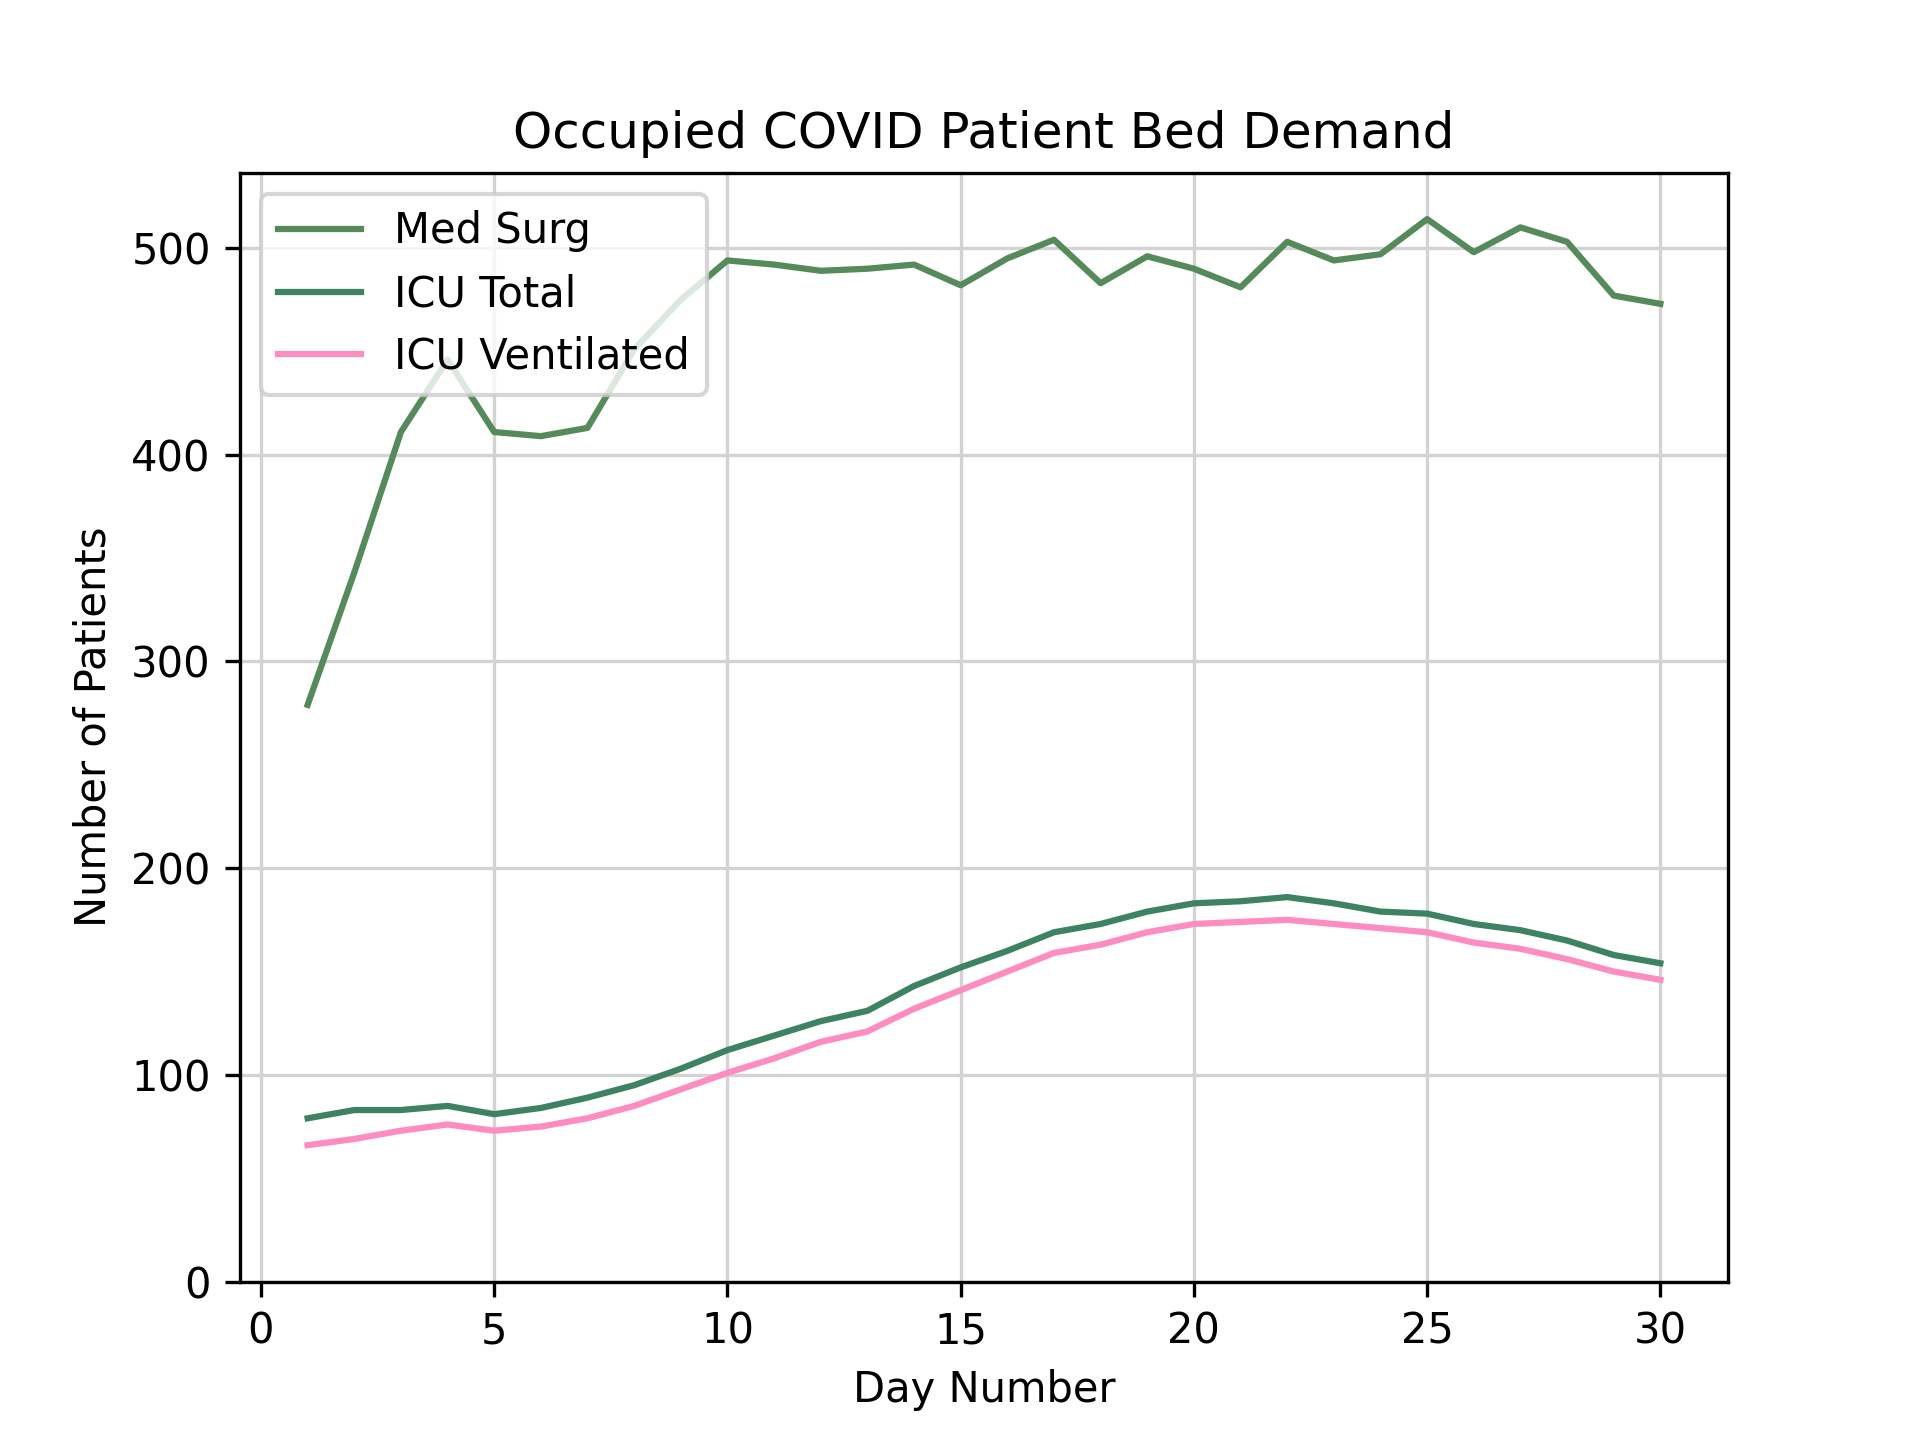 Occupied COVID Patient Bed Demand
Med Surg
ICU Total
ICU Ventilated
Number of Patients
500
400
300
200
100
0
0 5 10 15 20 25 30
Day Number